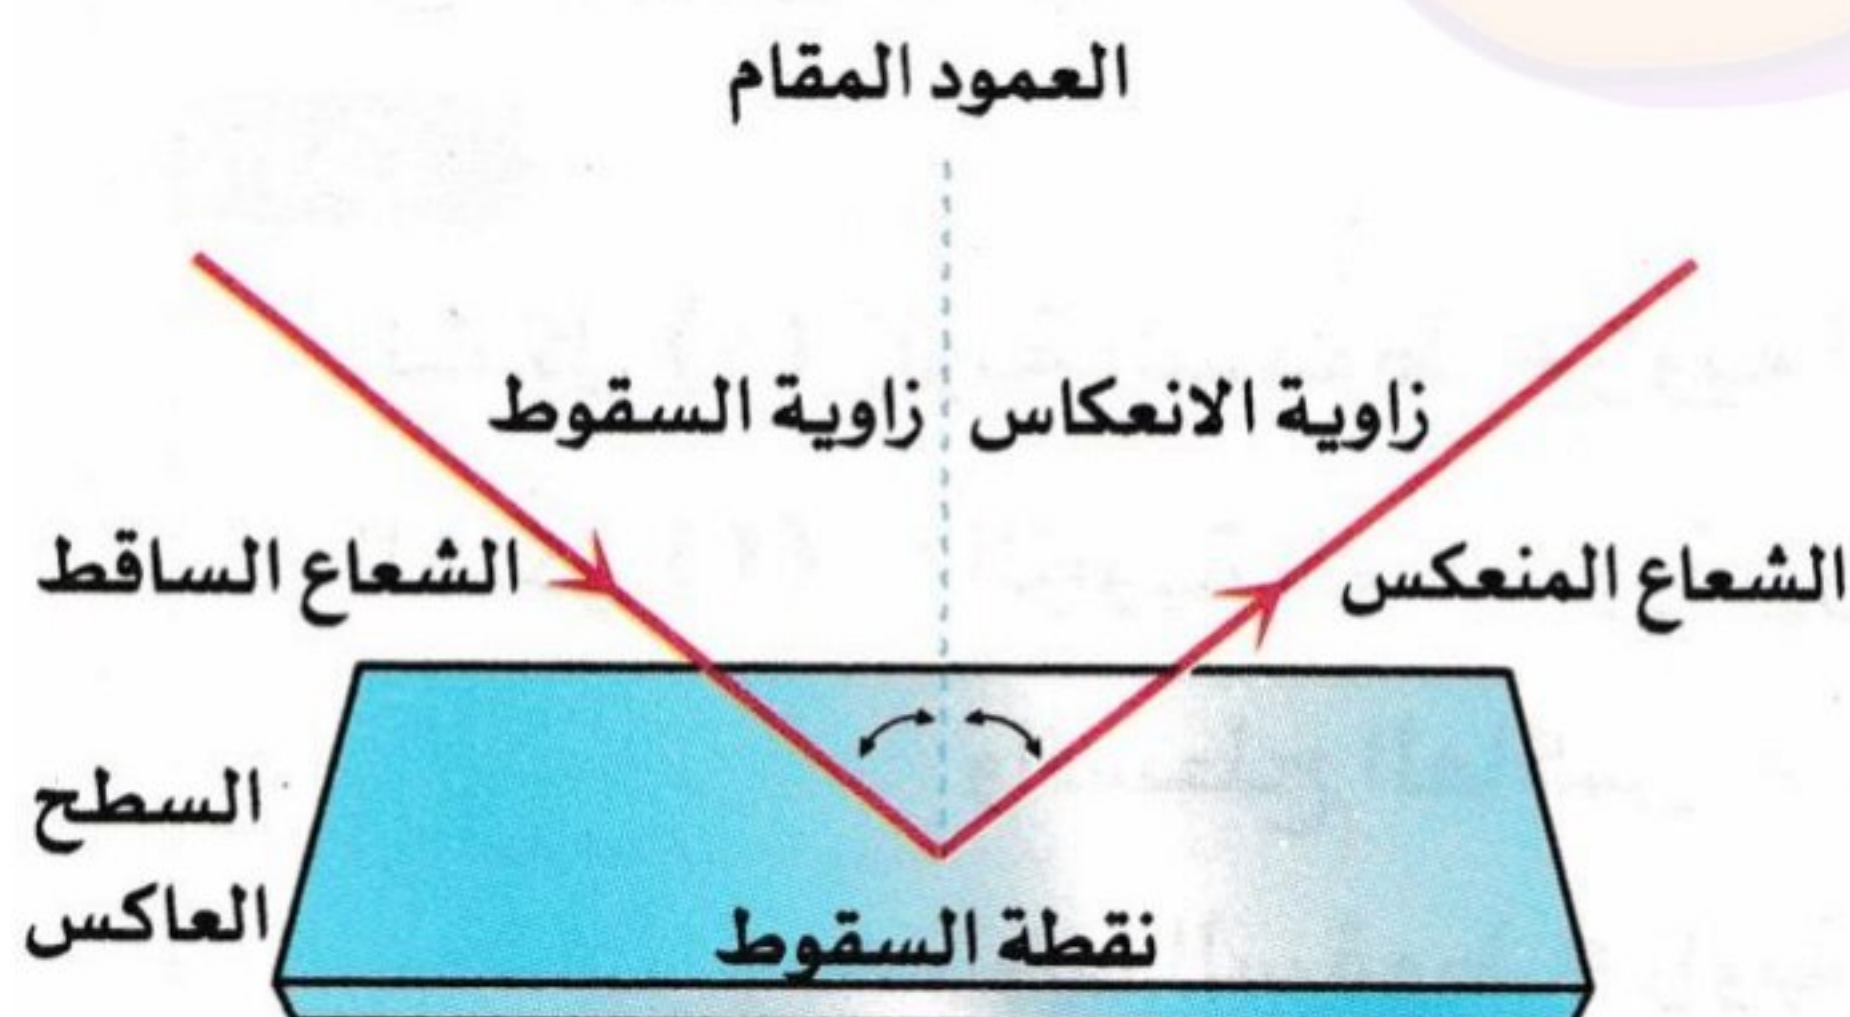 العمود المقام
زاوية الانعكاس
زاوية السقوط
الشعاع المنعكس
الشعاع الساقط
السطح
العاكس
نقطة السقوط